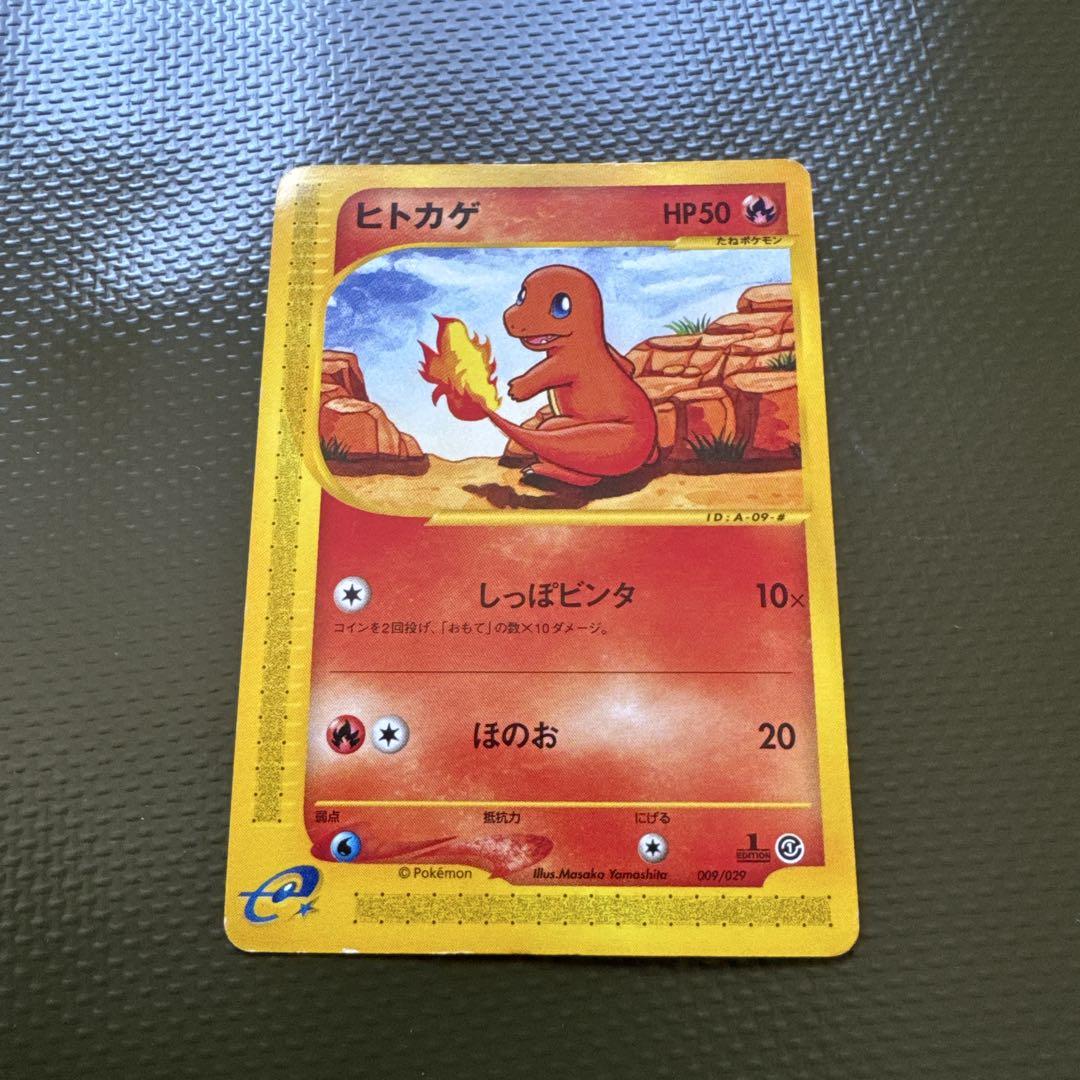 ヒトカゲ HP50
たねポケモン
ID:A-09-#
しっぽビンタ 10×
コインを2回投げ、「おもて」の数×10ダメージ。
ほのお 20
弱点 抵抗力 にげる
1 EDITION
©Pokémon Illus.Masako Yamashita 009/029